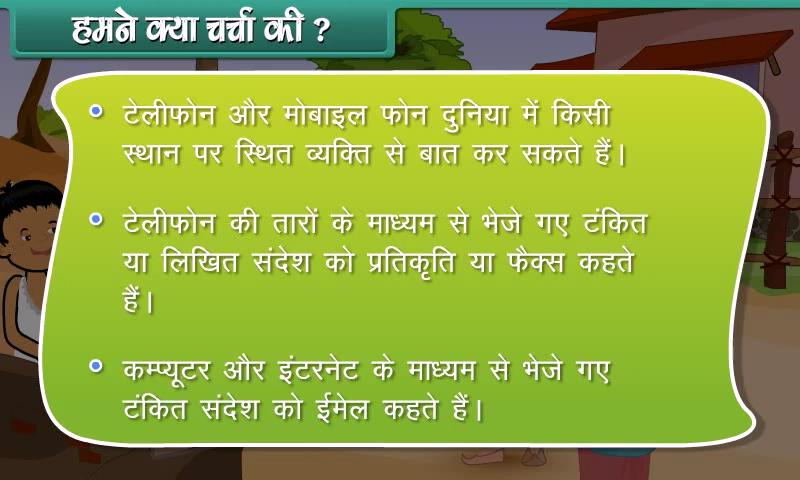 हमने क्या चर्चा की ?
टेलीफोन और मोबाइल फोन दुनिया में किसी
स्थान पर स्थित व्यक्ति से बात कर सकते हैं।
टेलीफोन की तारों के माध्यम से भेजे गए टंकित
या लिखित संदेश को प्रतिकृति या फैक्स कहते
हैं।
कम्प्यूटर और इंटरनेट के माध्यम से भेजे गए
टंकित संदेश को ईमेल कहते हैं।